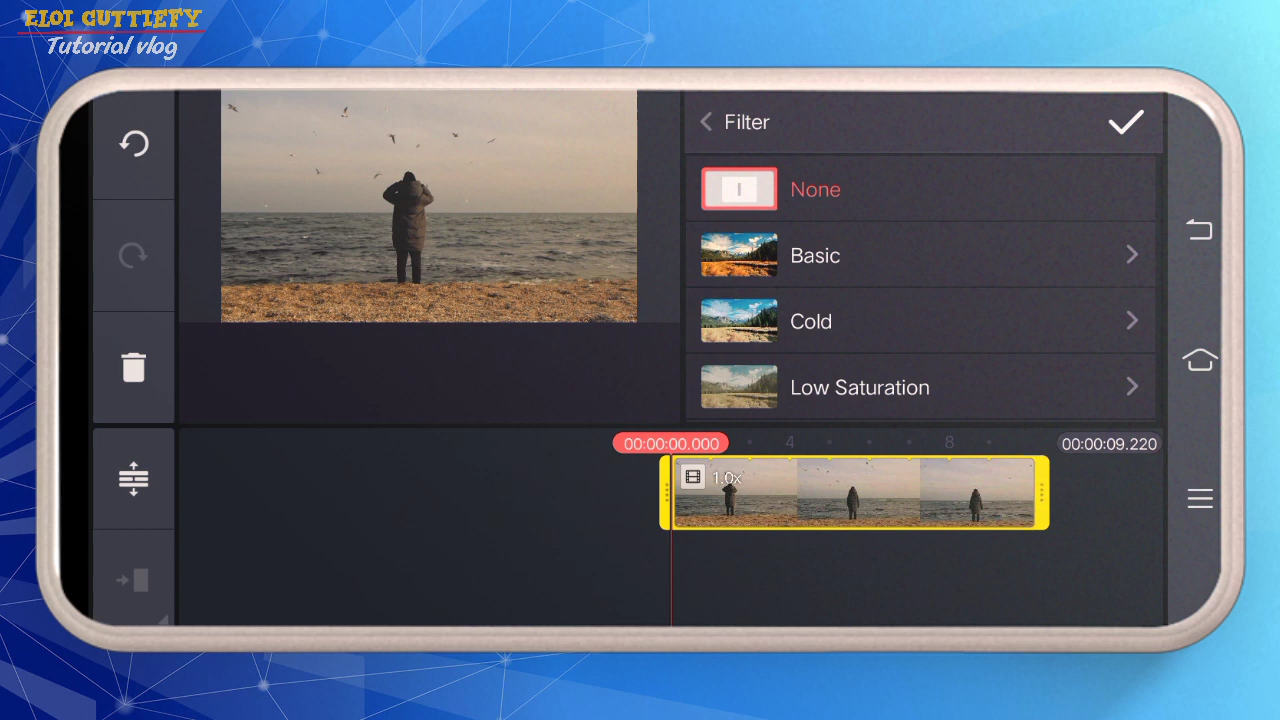 ELOI CUTTIEFY
Tutorial vlog
Filter
None
Basic
Cold
Low Saturation
00:00:00.000
4
8
00:00:09.220
1.0x